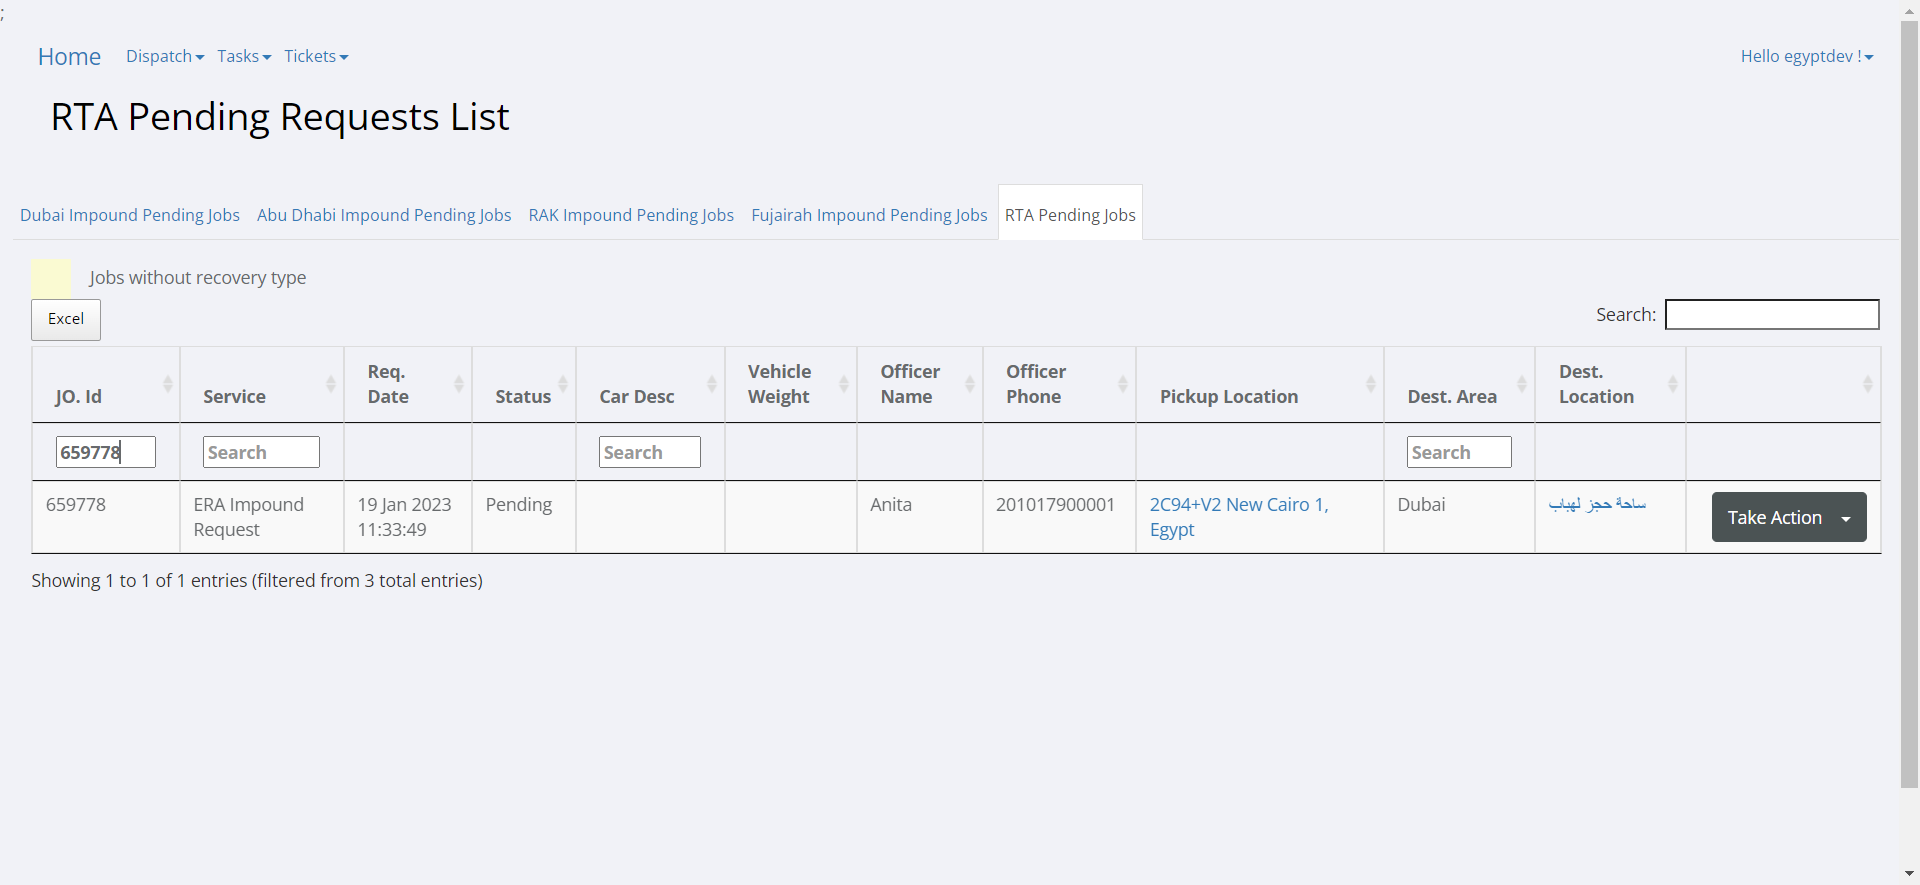 ;
Home Dispatch Tasks Tickets Hello egyptdev !
RTA Pending Requests List
Dubai Impound Pending Jobs Abu Dhabi Impound Pending Jobs RAK Impound Pending Jobs Fujairah Impound Pending Jobs RTA Pending Jobs
Jobs without recovery type
Excel
Search:
JO. Id Service Req. Date Status Car Desc Vehicle Weight Officer Name Officer Phone Pickup Location Dest. Area Dest. Location
659778 Search Search Search
659778 ERA Impound Request 19 Jan 2023 11:33:49 Pending Anita 201017900001 2C94+V2 New Cairo 1, Egypt Dubai ساحة حجز لهباب Take Action
Showing 1 to 1 of 1 entries (filtered from 3 total entries)